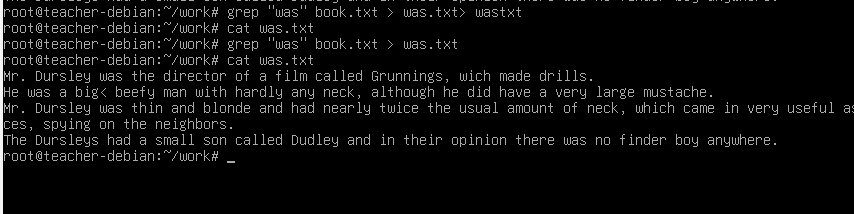 root@teacher-debian:~/work# grep "was" book.txt > was.txt> wastxt
root@teacher-debian:~/work# cat was.txt
root@teacher-debian:~/work# grep "was" book.txt > was.txt
root@teacher-debian:~/work# cat was.txt
Mr. Dursley was the director of a film called Grunnings, wich made drills.
He was a big< beefy man with hardly any neck, although he did have a very large mustache.
Mr. Dursley was thin and blonde and had nearly twice the usual amount of neck, which came in very useful as
ces, spying on the neighbors.
The Dursleys had a small son called Dudley and in their opinion there was no finder boy anywhere.
root@teacher-debian:~/work# _